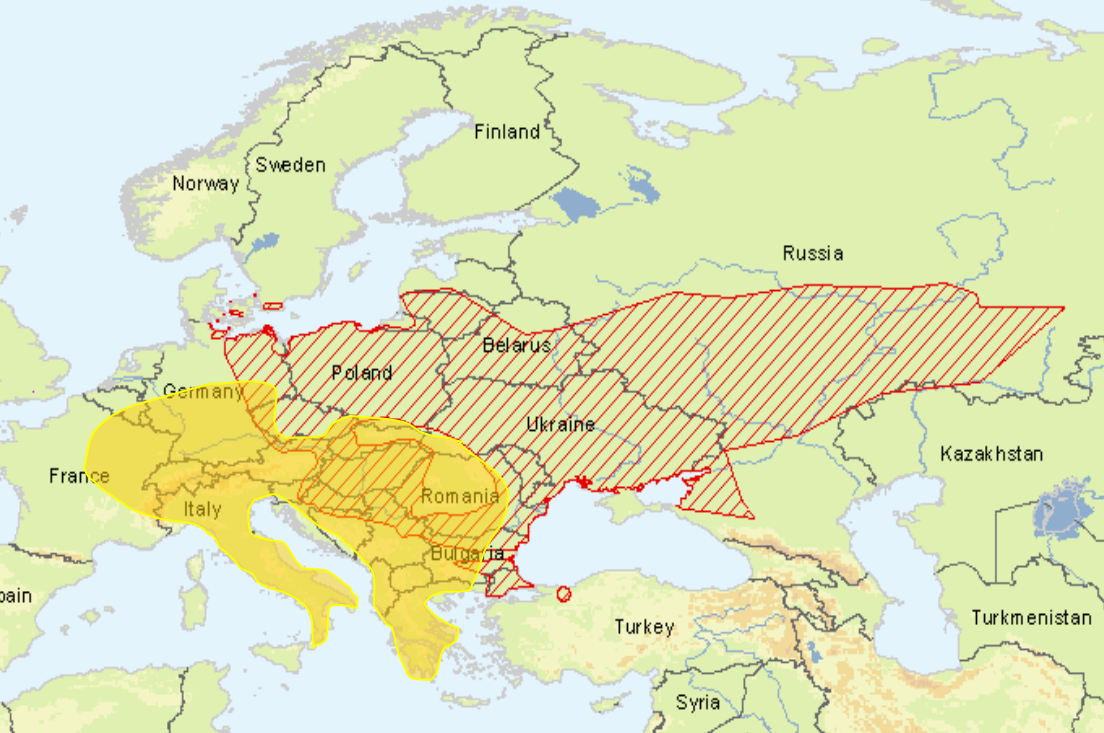 Finland
Sweden
Norway
Russia
Belarus
Poland
Germany
Ukraine
Kazakhstan
France
Romania
Italy
Bulgaria
pain
Turkmenistan
Turkey
Syria